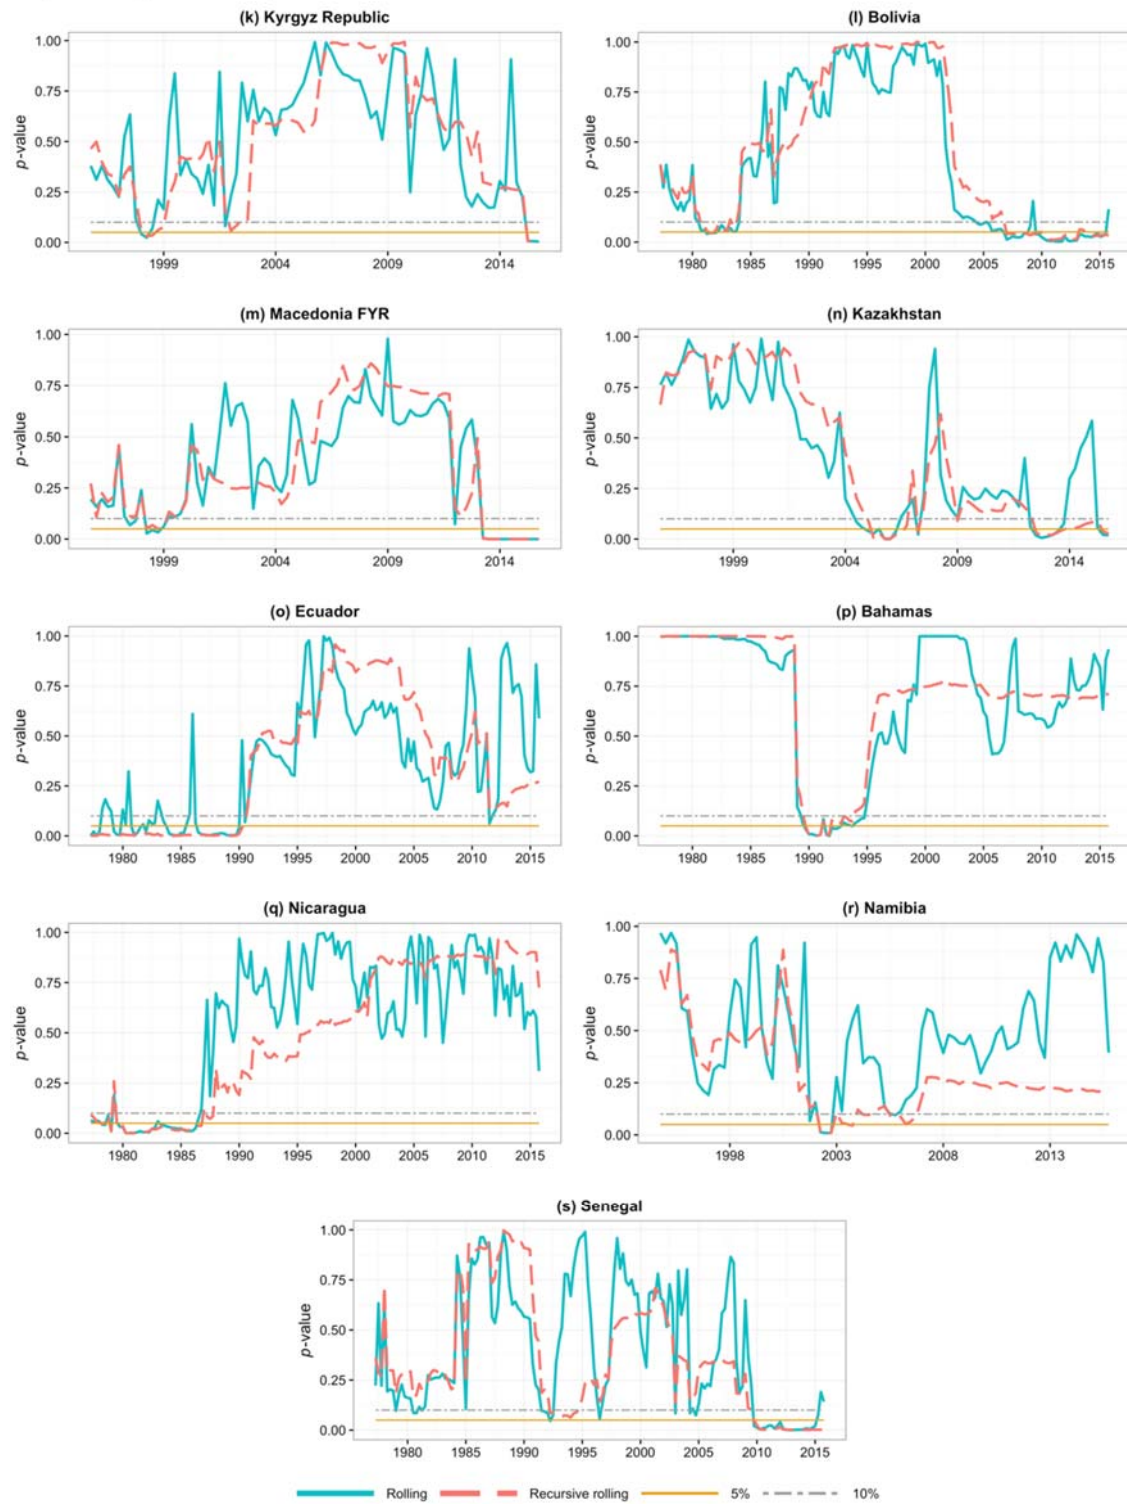 (k) Kyrgyz Republic
1.00
0.75
0.50
0.25
0.00
p-value
1999 2004 2009 2014
(l) Bolivia
1.00
0.75
0.50
0.25
0.00
p-value
1980 1985 1990 1995 2000 2005 2010 2015
(m) Macedonia FYR
1.00
0.75
0.50
0.25
0.00
p-value
1999 2004 2009 2014
(n) Kazakhstan
1.00
0.75
0.50
0.25
0.00
p-value
1999 2004 2009 2014
(o) Ecuador
1.00
0.75
0.50
0.25
0.00
p-value
1980 1985 1990 1995 2000 2005 2010 2015
(p) Bahamas
1.00
0.75
0.50
0.25
0.00
p-value
1980 1985 1990 1995 2000 2005 2010 2015
(q) Nicaragua
1.00
0.75
0.50
0.25
0.00
p-value
1980 1985 1990 1995 2000 2005 2010 2015
(r) Namibia
1.00
0.75
0.50
0.25
0.00
p-value
1998 2003 2008 2013
(s) Senegal
1.00
0.75
0.50
0.25
0.00
p-value
1980 1985 1990 1995 2000 2005 2010 2015
Rolling Recursive rolling 5% 10%